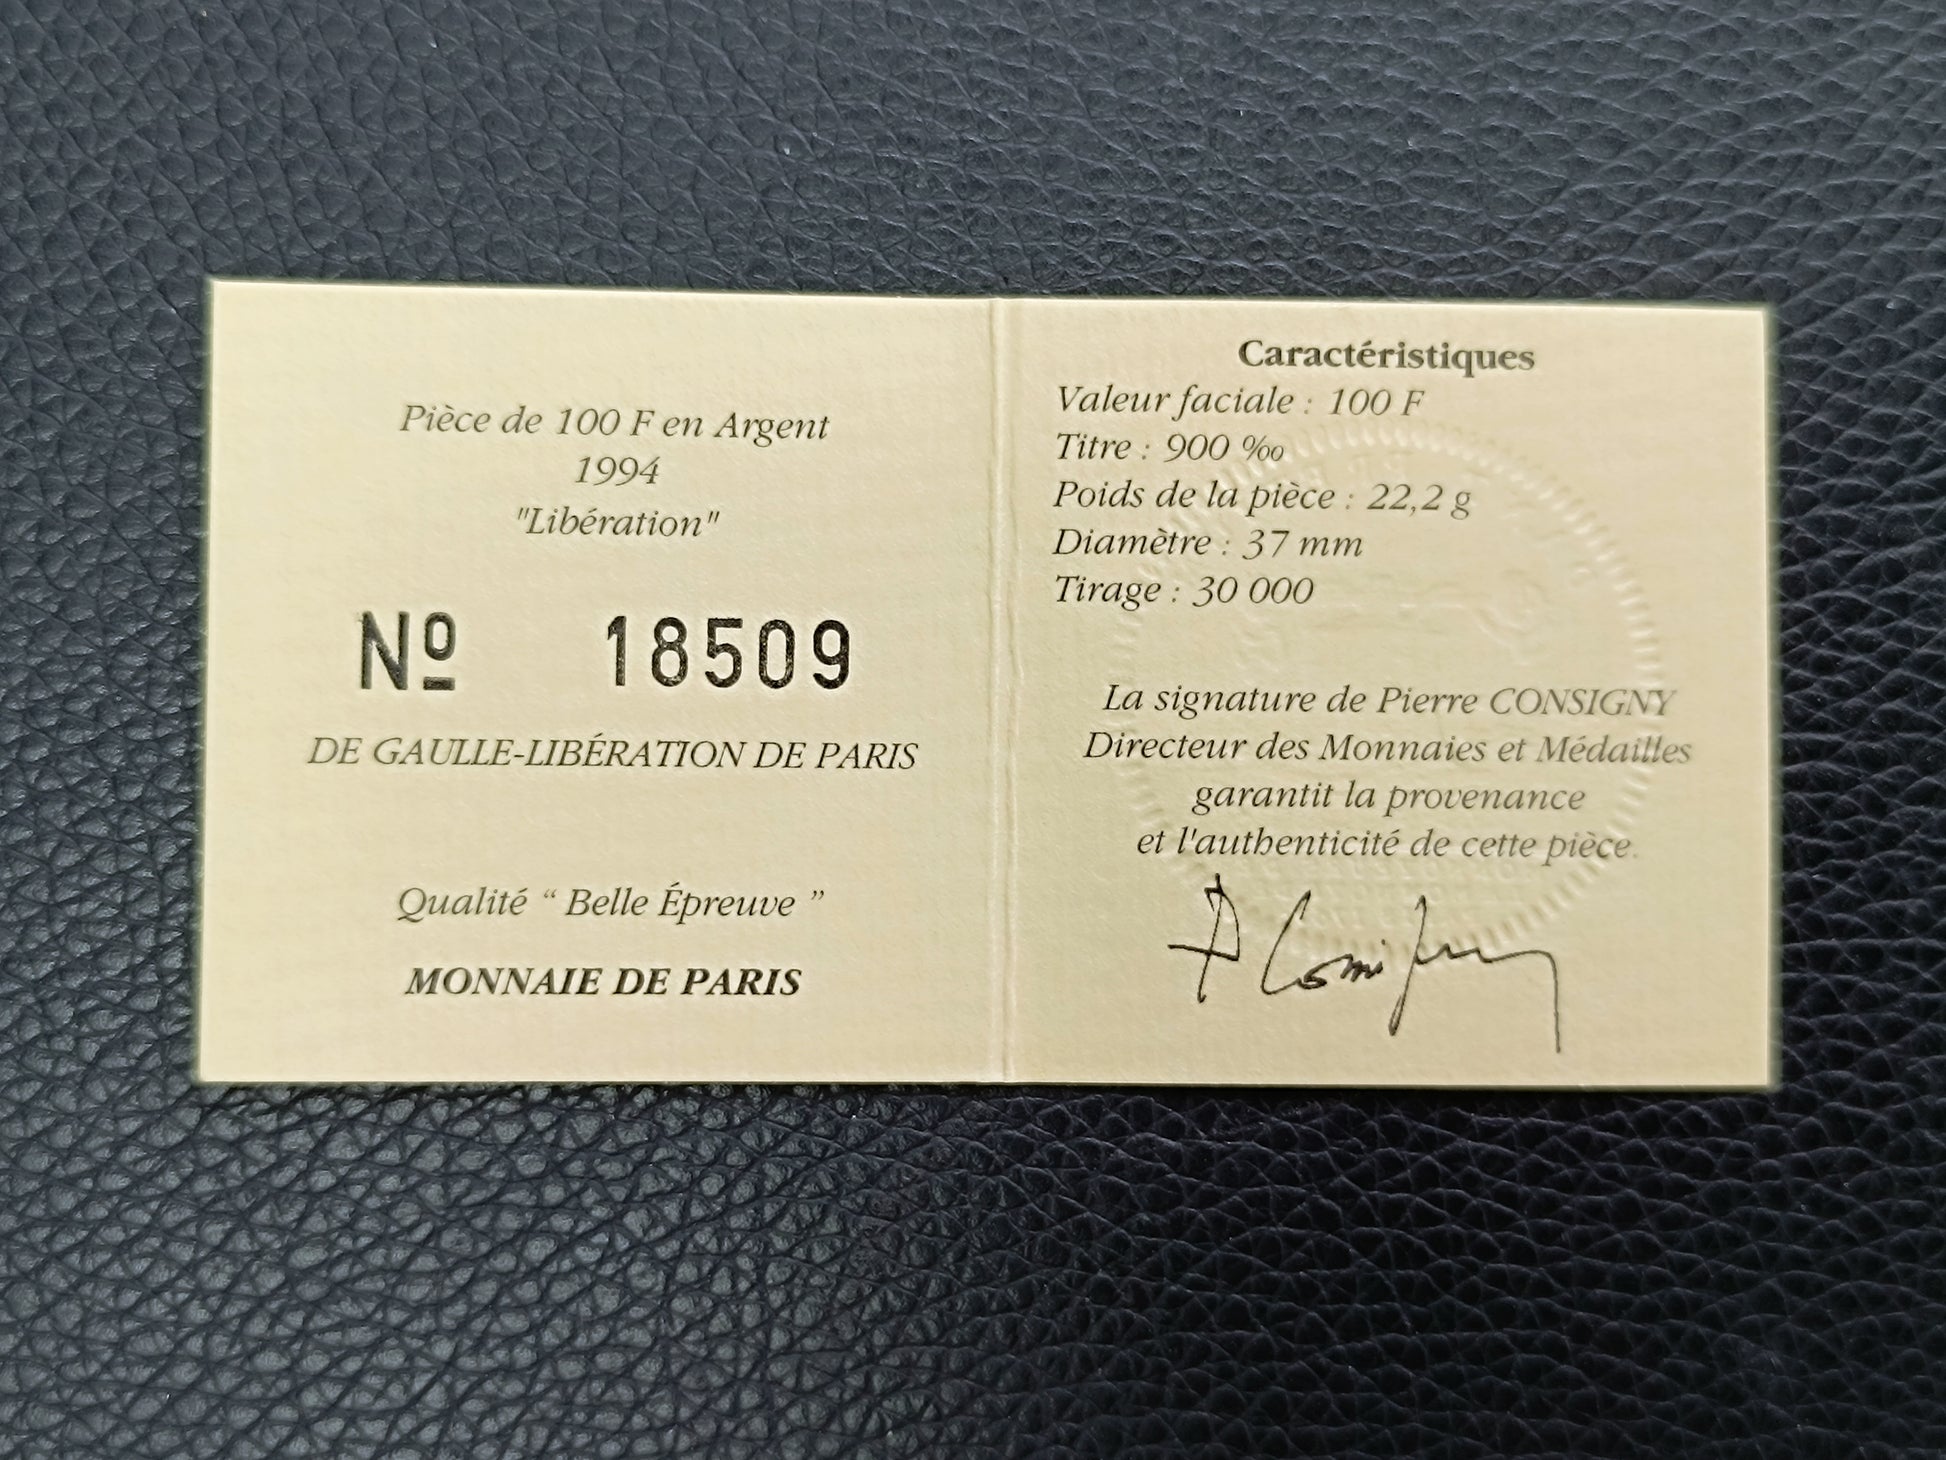 Pièce de 100 F en Argent
1994
"Libération"
Nº 18509
DE GAULLE-LIBÉRATION DE PARIS
Qualité “ Belle Épreuve ”
MONNAIE DE PARIS
Caractéristiques
Valeur faciale : 100 F
Titre : 900 ‰
Poids de la pièce : 22,2 g
Diamètre : 37 mm
Tirage : 30 000
La signature de Pierre CONSIGNY
Directeur des Monnaies et Médailles
garantit la provenance
et l'authenticité de cette pièce.